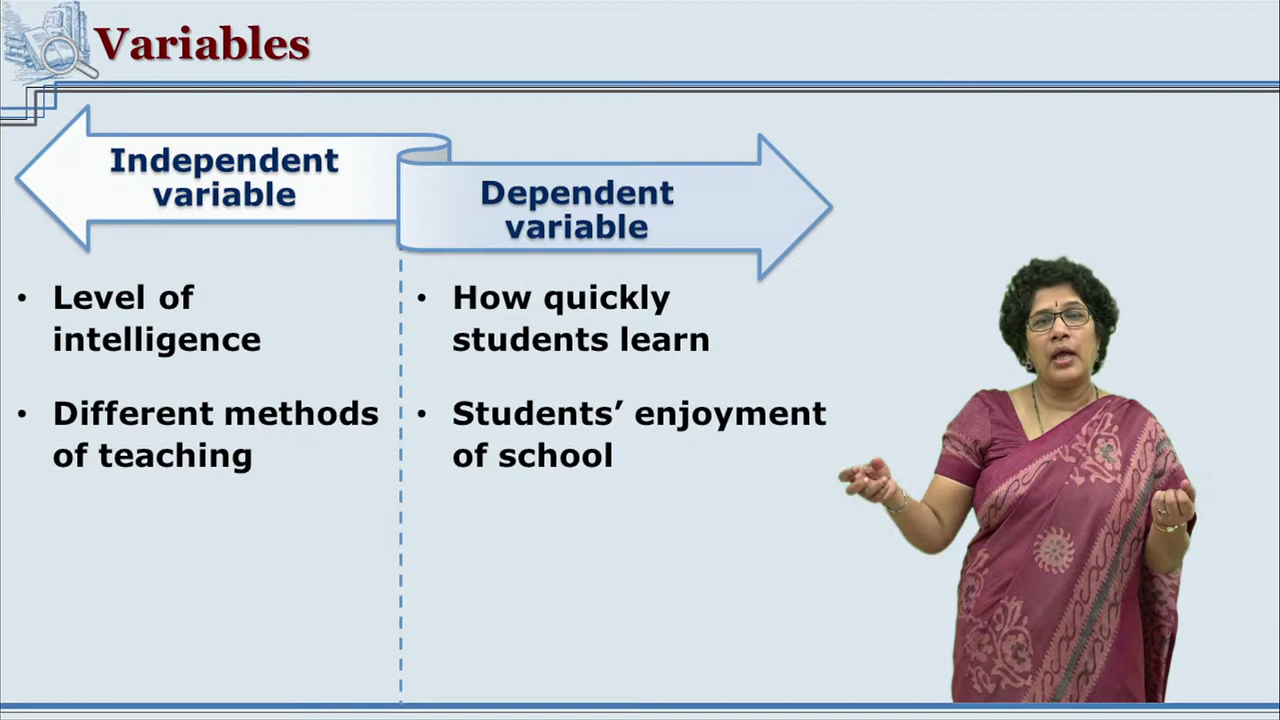 Variables
Independent
variable
Dependent
variable
• Level of
intelligence
• Different methods
of teaching
• How quickly
students learn
• Students’ enjoyment
of school